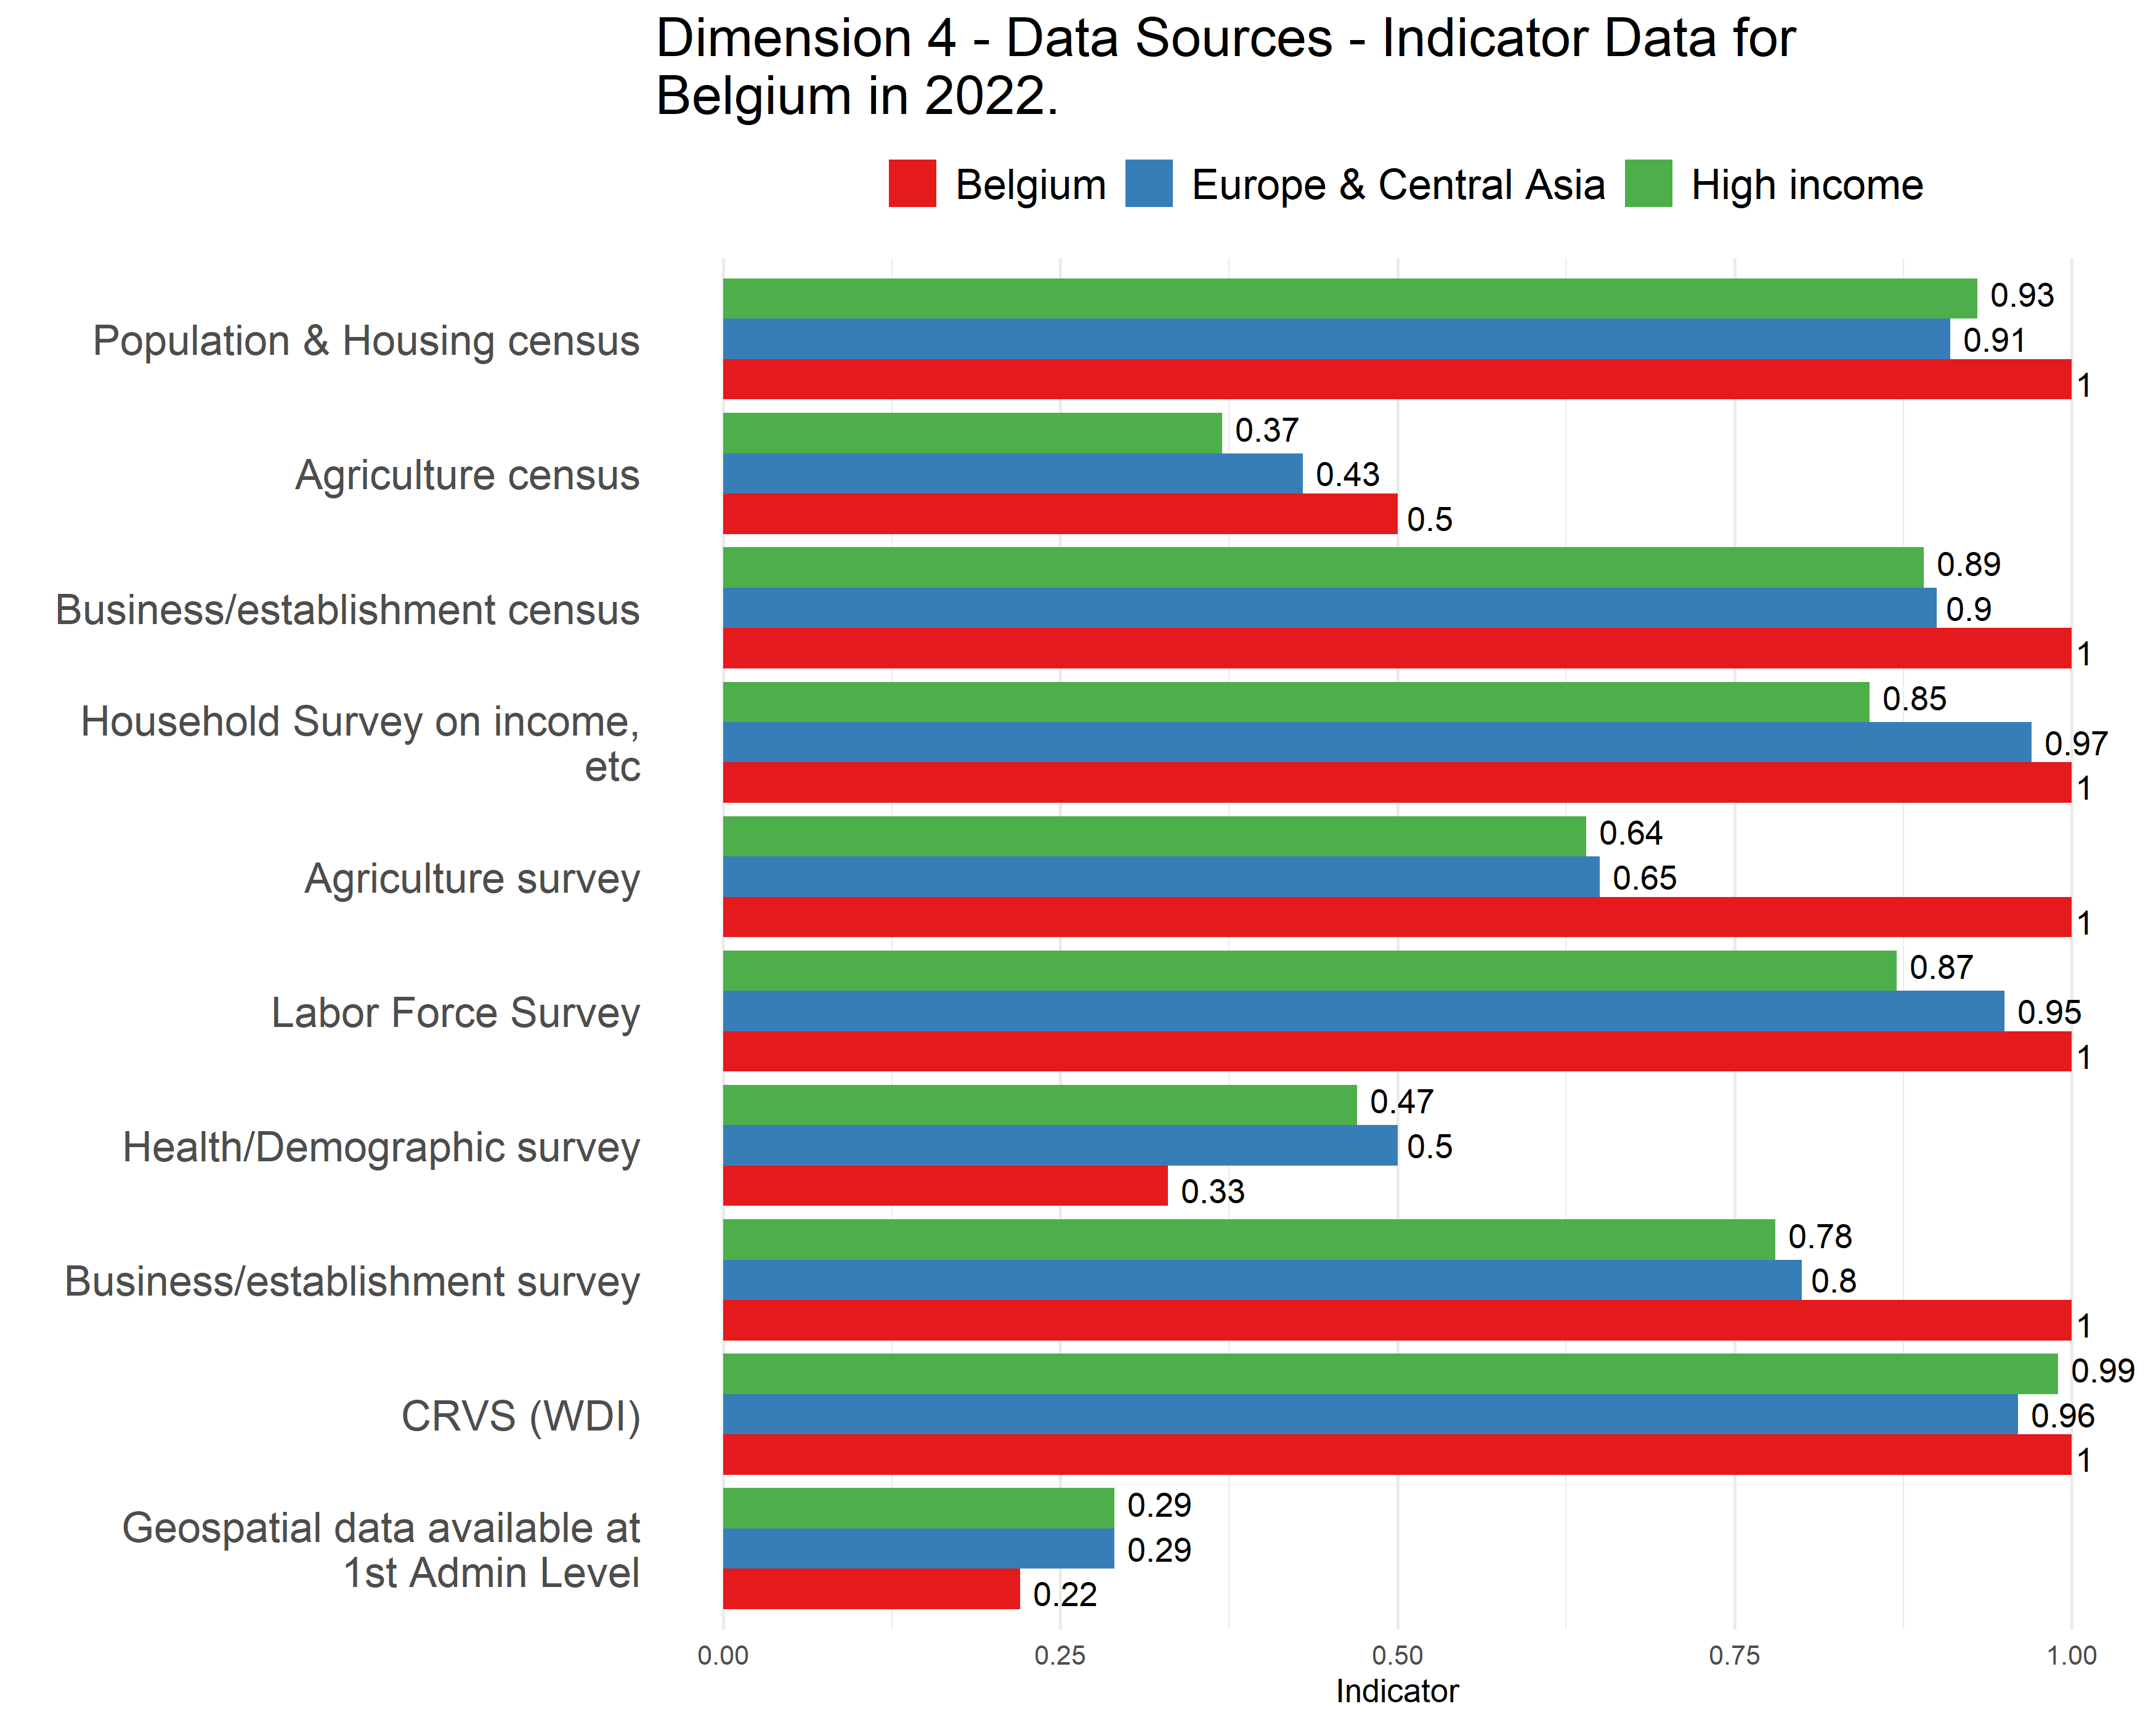 Dimension 4 - Data Sources - Indicator Data for
Belgium in 2022.
Belgium
Europe & Central Asia
High income
Population & Housing census
0.93
0.91
1
Agriculture census
0.37
0.43
0.5
Business/establishment census
0.89
0.9
1
Household Survey on income,
etc
0.85
0.97
1
Agriculture survey
0.64
0.65
1
Labor Force Survey
0.87
0.95
1
Health/Demographic survey
0.47
0.5
0.33
Business/establishment survey
0.78
0.8
1
CRVS (WDI)
0.99
0.96
1
Geospatial data available at
1st Admin Level
0.29
0.29
0.22
0.00 0.25 0.50 0.75 1.00
Indicator